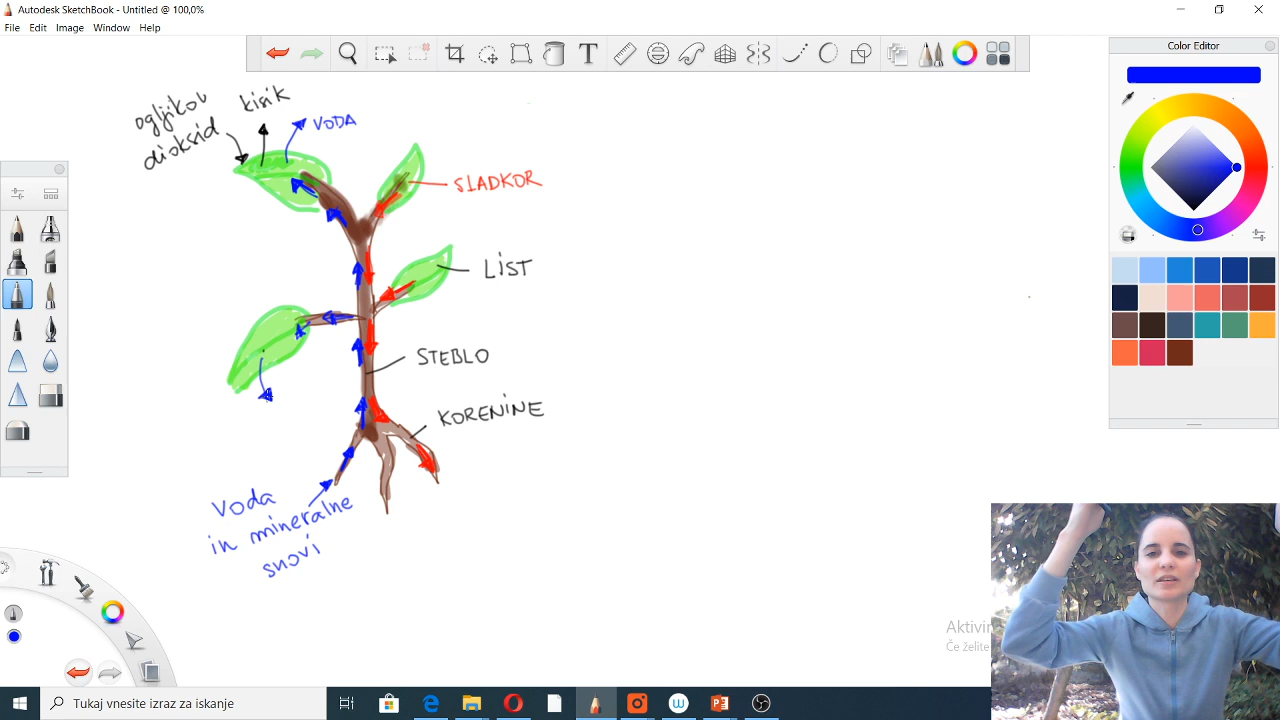 Autodesk SketchBook - Untitled @ 100,0%
File Edit Image Window Help
Color Editor
ogljikov
dioksid
kisik
VODA
SLADKOR
LIST
STEBLO
KORENINE
Voda
in mineralne
snovi
Če želite
Tukaj vnesite izraz za iskanje